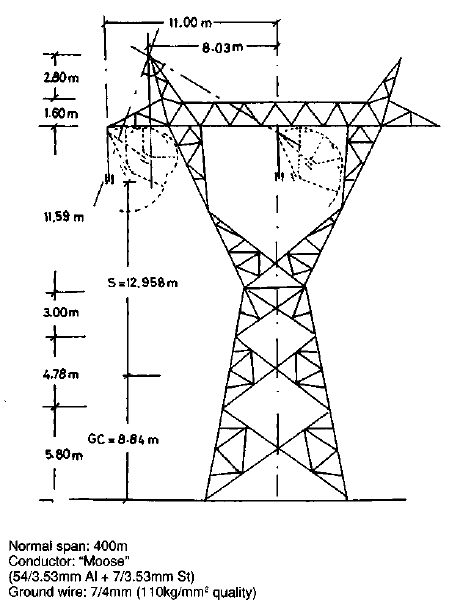 11.00 m
8.03m
2.80 m
1.60 m
11.59 m
S = 12,958 m
3.00 m
4.78 m
GC = 8.84 m
5.80 m
Normal span: 400m
Conductor: "Moose"
(54/3.53mm Al + 7/3.53mm St)
Ground wire: 7/4mm (110kg/mm² quality)